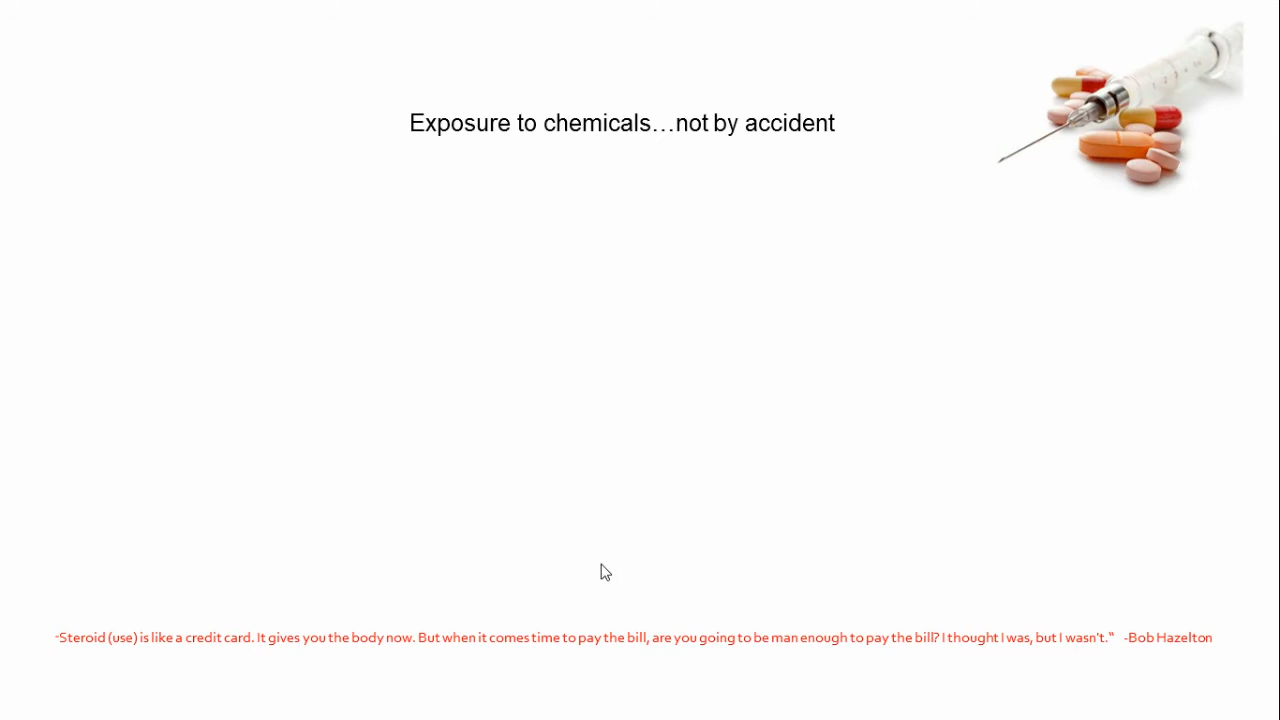 Exposure to chemicals…not by accident
"Steroid (use) is like a credit card. It gives you the body now. But when it comes time to pay the bill, are you going to be man enough to pay the bill? I thought I was, but I wasn't." -Bob Hazelton